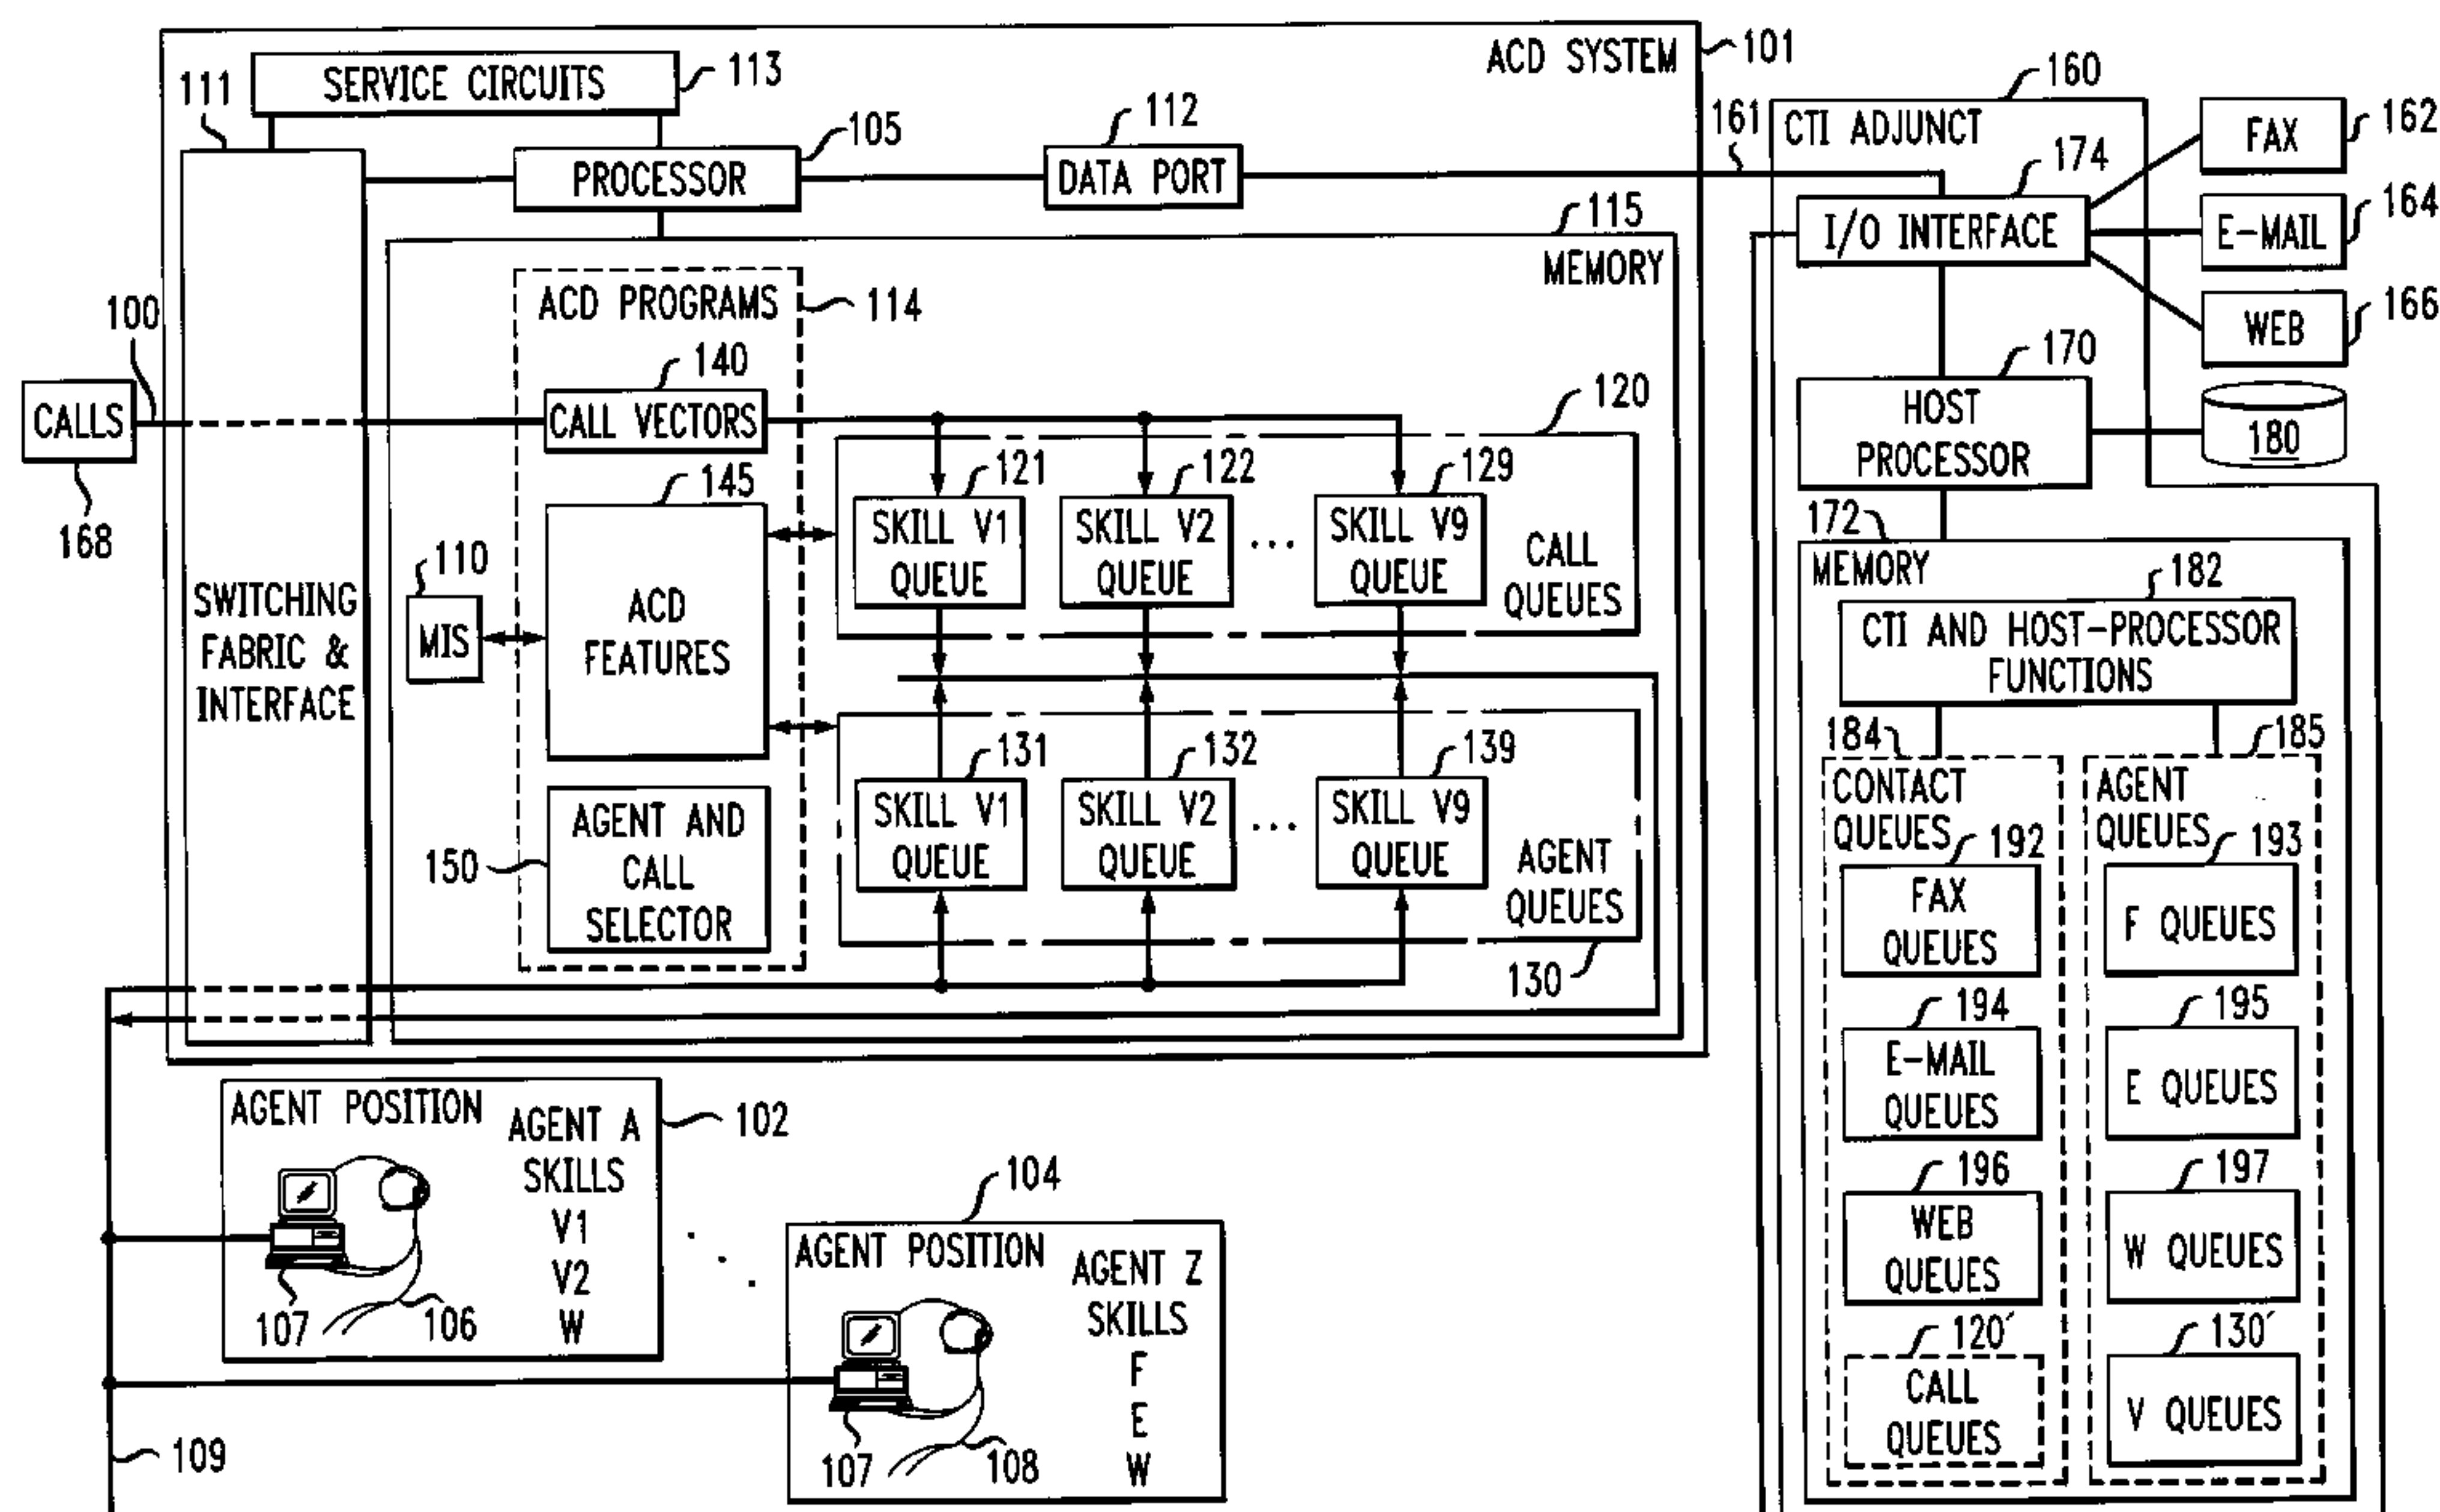 ACD SYSTEM
101
SERVICE CIRCUITS
113
111
PROCESSOR
105
DATA PORT
112
161
115
MEMORY
ACD PROGRAMS
114
100
CALLS
168
140
CALL VECTORS
120
145
ACD
FEATURES
110
MIS
SWITCHING
FABRIC &
INTERFACE
121
SKILL V1
QUEUE
122
SKILL V2
QUEUE
...
129
SKILL V9
QUEUE
CALL
QUEUES
131
SKILL V1
QUEUE
132
SKILL V2
QUEUE
...
139
SKILL V9
QUEUE
AGENT
QUEUES
130
150
AGENT AND
CALL
SELECTOR
AGENT POSITION
102
AGENT A
SKILLS
V1
V2
W
107
106
104
AGENT POSITION
AGENT Z
SKILLS
F
E
W
107
108
109
160
CTI ADJUNCT
174
I/O INTERFACE
FAX
162
E-MAIL
164
WEB
166
170
HOST
PROCESSOR
180
172
MEMORY
182
CTI AND HOST-PROCESSOR
FUNCTIONS
184
CONTACT
QUEUES
192
FAX
QUEUES
194
E-MAIL
QUEUES
196
WEB
QUEUES
120´
CALL
QUEUES
185
AGENT
QUEUES
193
F QUEUES
195
E QUEUES
197
W QUEUES
130´
V QUEUES